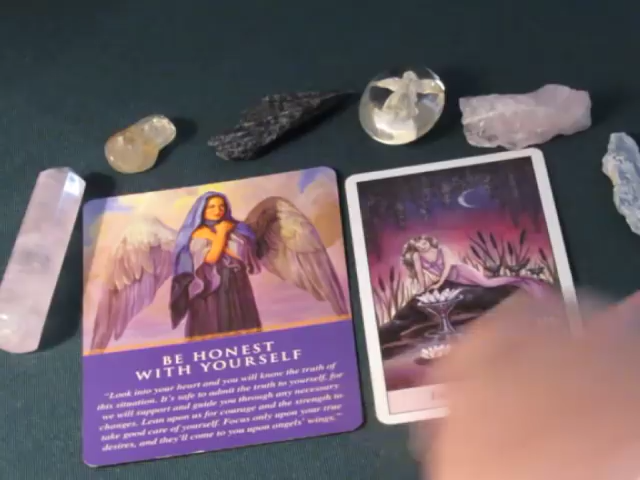 BE HONEST
WITH YOURSELF
"Look into your heart and you will know the truth of
this situation. It's safe to admit the truth to yourself, for
we will support and guide you through any necessary
changes. Lean upon us for courage and the strength to
take good care of yourself. Focus only upon your true
desires, and they'll come to you upon angels' wings."